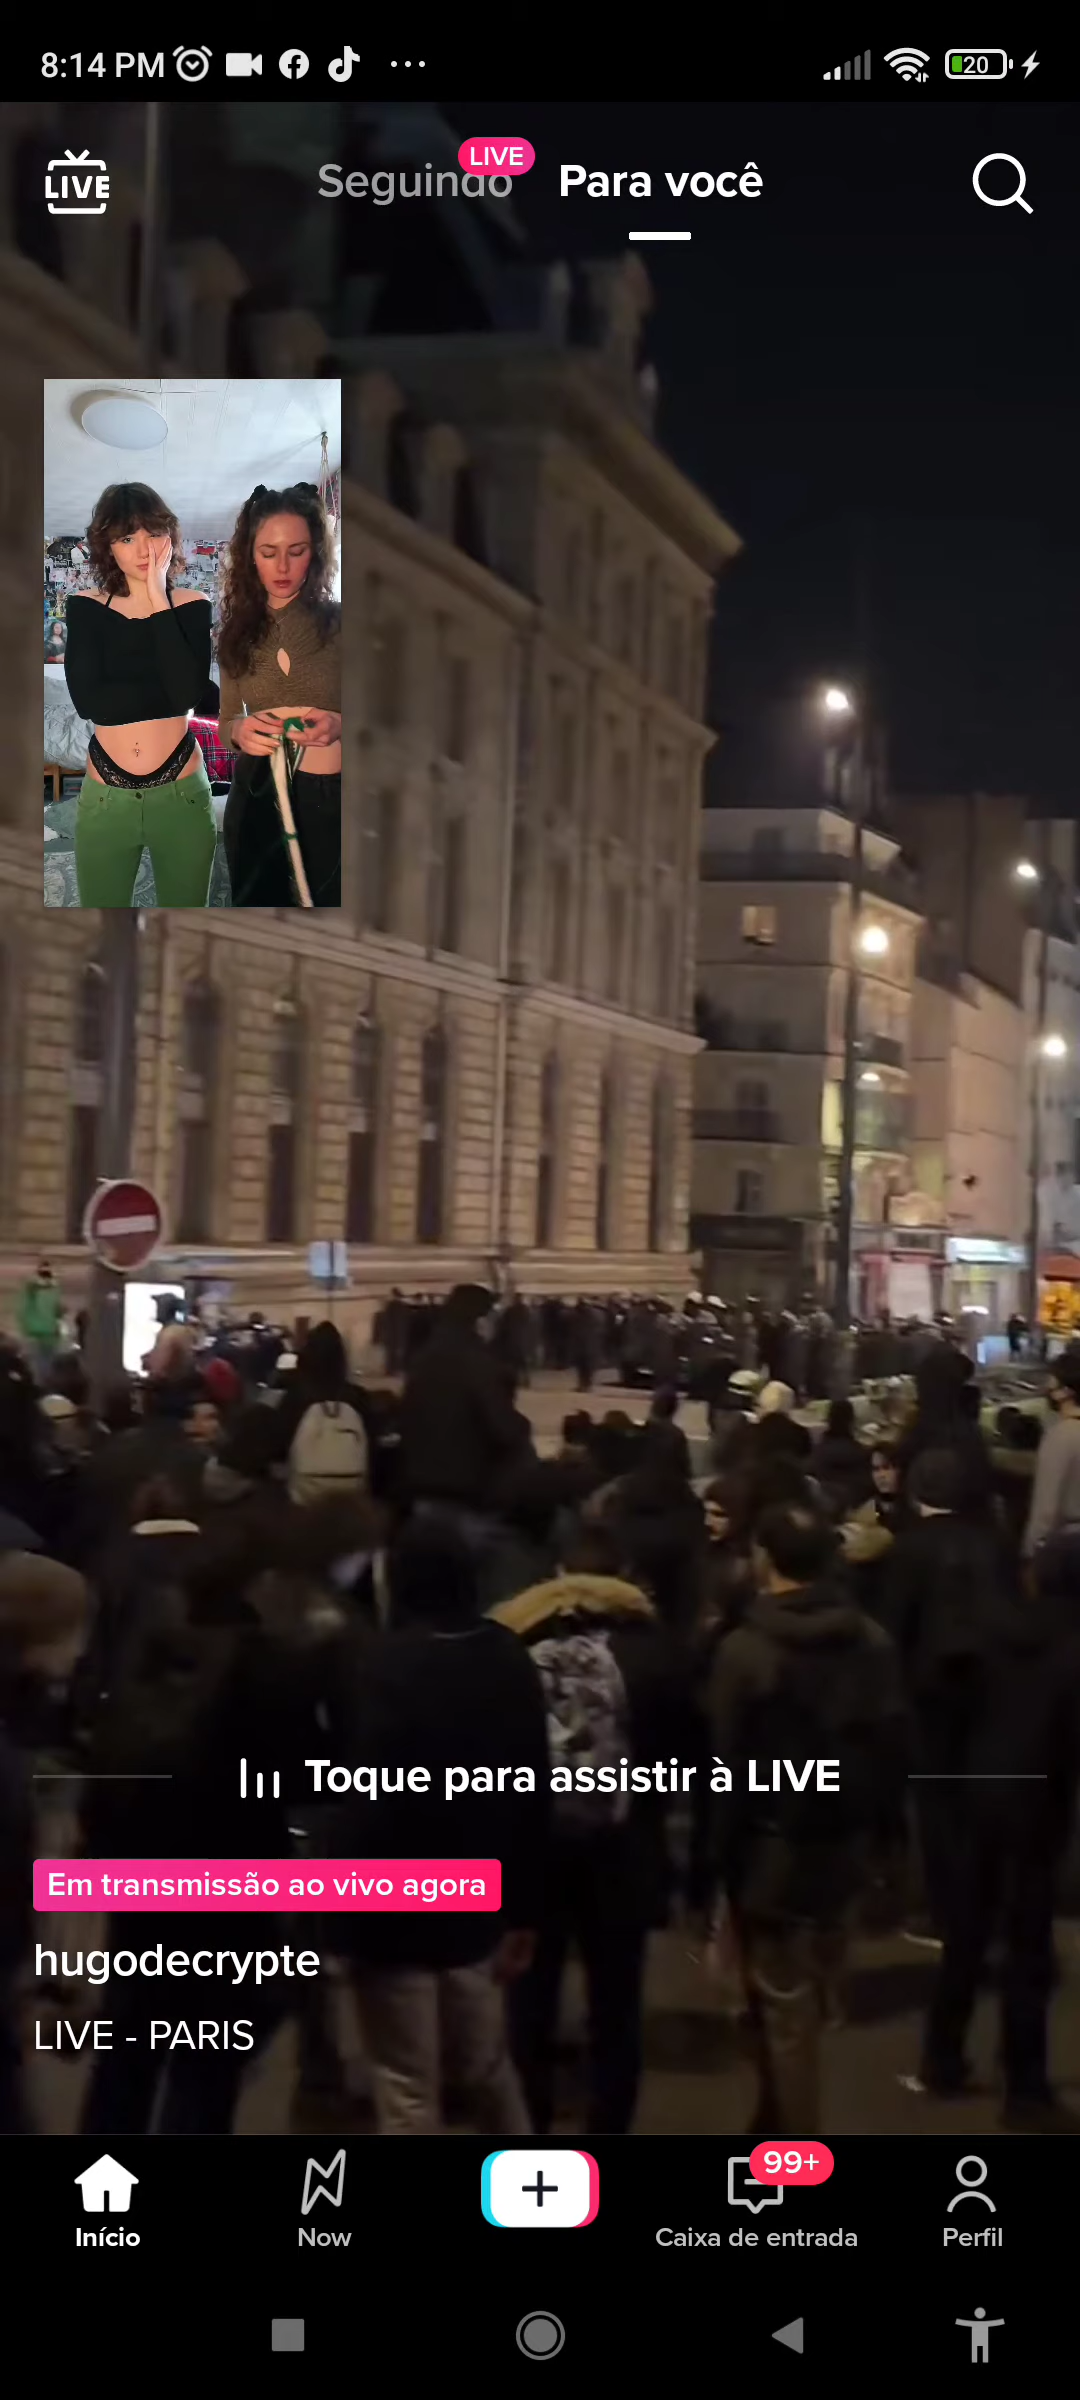 8:14 PM
20
LIVE
Seguindo
LIVE
Para você
Toque para assistir à LIVE
Em transmissão ao vivo agora
hugodecrypte
LIVE - PARIS
99+
Início
Now
Caixa de entrada
Perfil